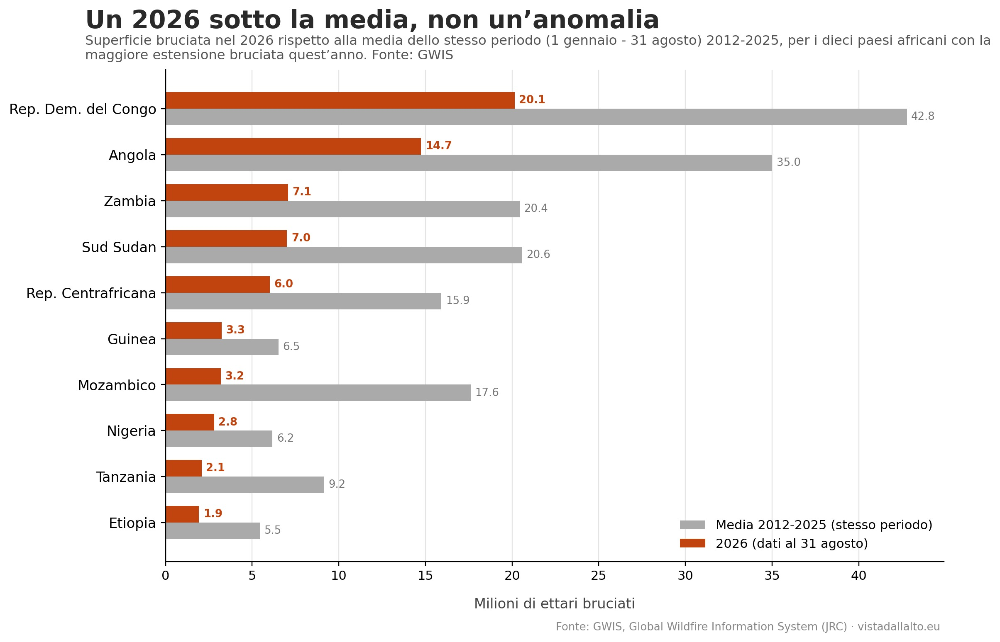 Un 2026 sotto la media, non un’anomalia
Superficie bruciata nel 2026 rispetto alla media dello stesso periodo (1 gennaio - 31 agosto) 2012-2025, per i dieci paesi africani con la
maggiore estensione bruciata quest’anno. Fonte: GWIS
Rep. Dem. del Congo
20.1
42.8
Angola
14.7
35.0
Zambia
7.1
20.4
Sud Sudan
7.0
20.6
Rep. Centrafricana
6.0
15.9
Guinea
3.3
6.5
Mozambico
3.2
17.6
Nigeria
2.8
6.2
Tanzania
2.1
9.2
Etiopia
1.9
5.5
Media 2012-2025 (stesso periodo)
2026 (dati al 31 agosto)
0 5 10 15 20 25 30 35 40
Milioni di ettari bruciati
Fonte: GWIS, Global Wildfire Information System (JRC) · vistadallalto.eu